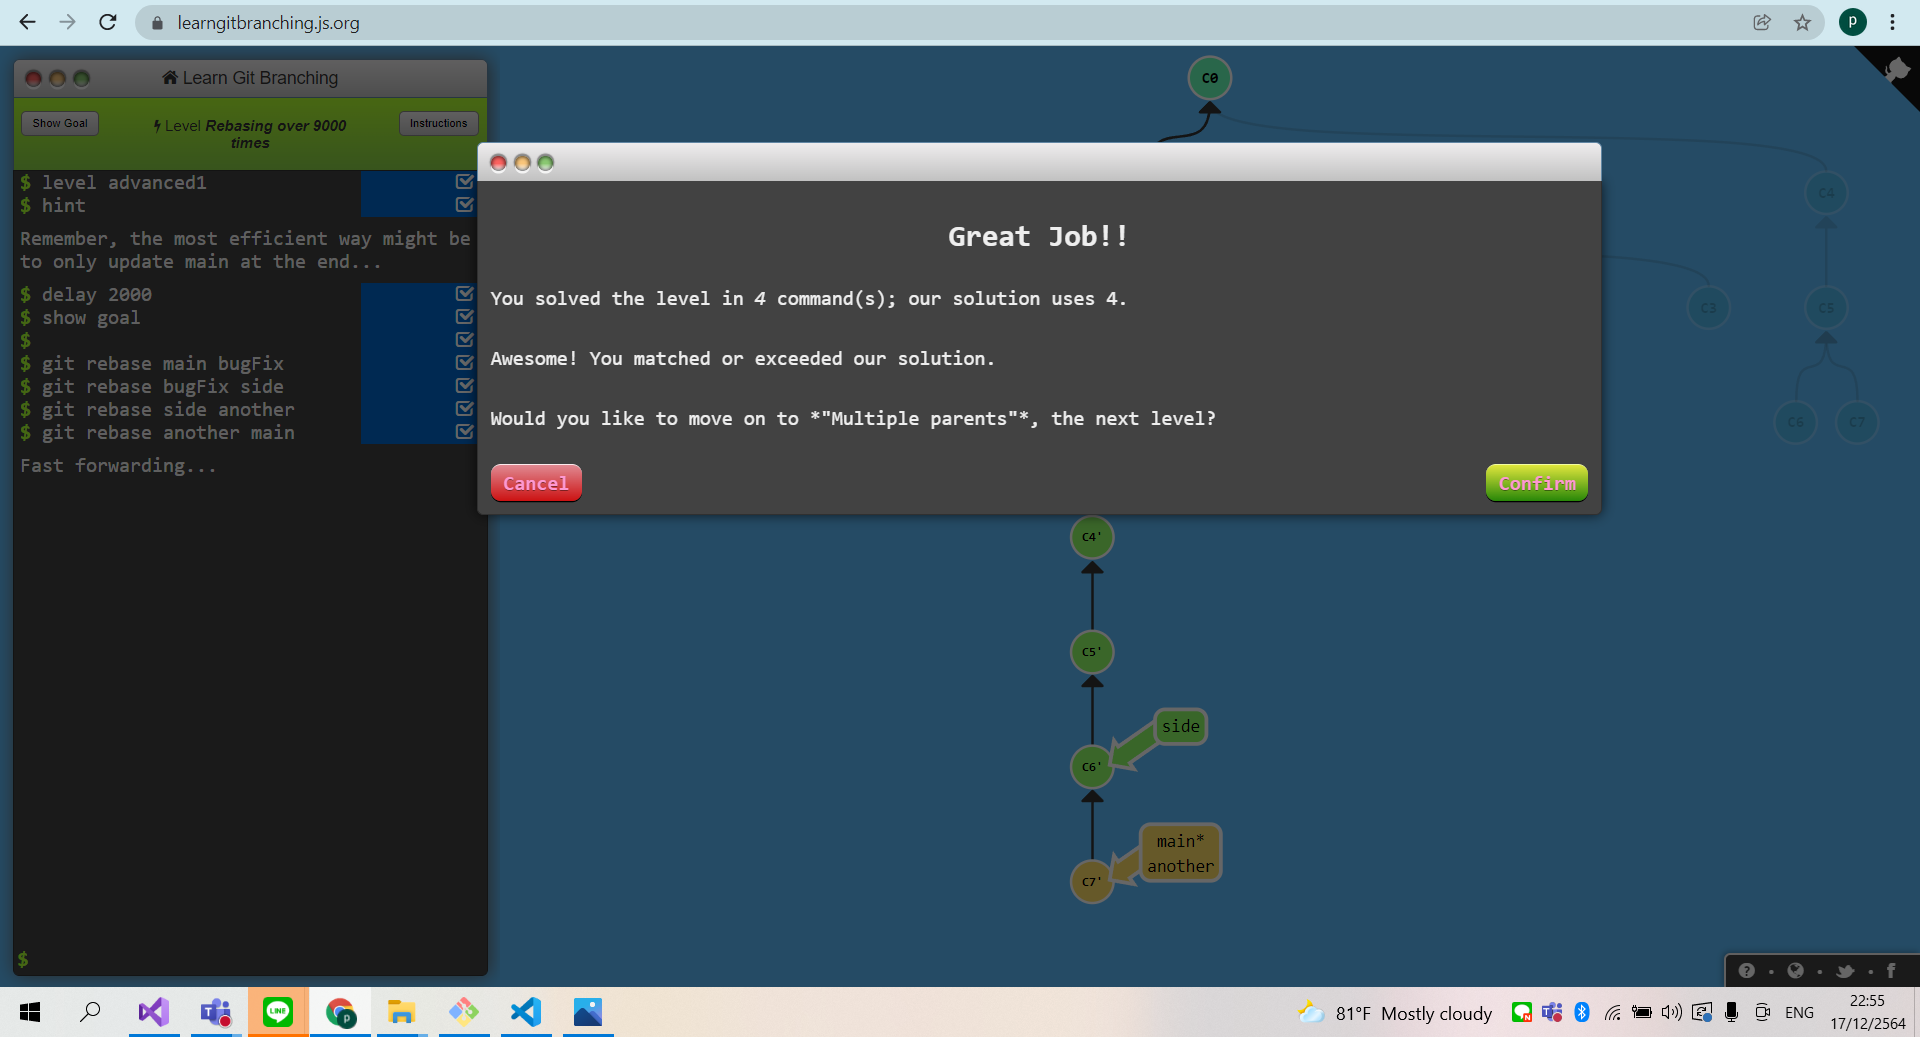 learngitbranching.js.org
p
Learn Git Branching
Show Goal
Level Rebasing over 9000
times
Instructions
$ level advanced1
$ hint
Remember, the most efficient way might be
to only update main at the end...
$ delay 2000
$ show goal
$
$ git rebase main bugFix
$ git rebase bugFix side
$ git rebase side another
$ git rebase another main
Fast forwarding...
$
C0
C4
C3
C5
C6
C7
Great Job!!
You solved the level in 4 command(s); our solution uses 4.
Awesome! You matched or exceeded our solution.
Would you like to move on to *"Multiple parents"*, the next level?
Cancel
Confirm
C4'
C5'
side
C6'
main*
another
C7'
LINE
p
81°F Mostly cloudy
ENG
22:55
17/12/2564